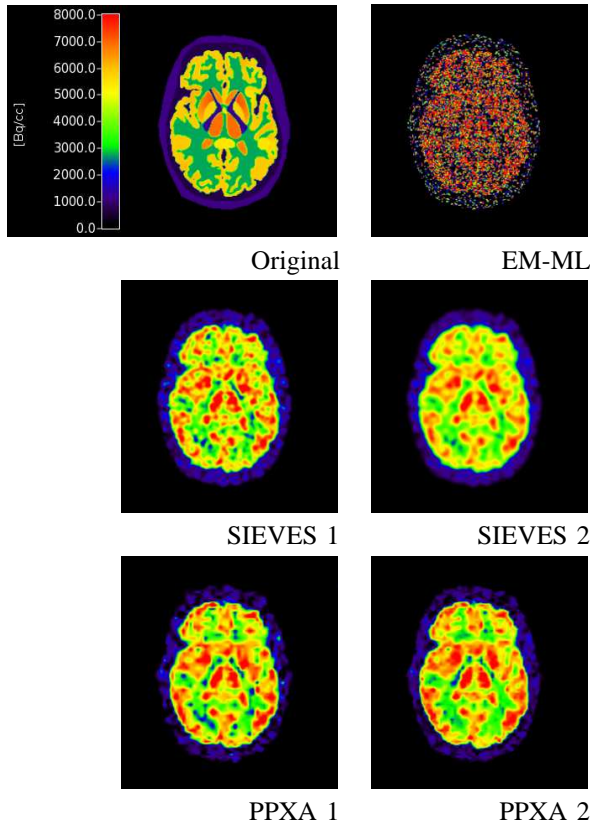 8000.0
7000.0
6000.0
5000.0
4000.0
3000.0
2000.0
1000.0
0.0
[Bq/cc]
Original
EM-ML
SIEVES 1
SIEVES 2
PPXA 1
PPXA 2